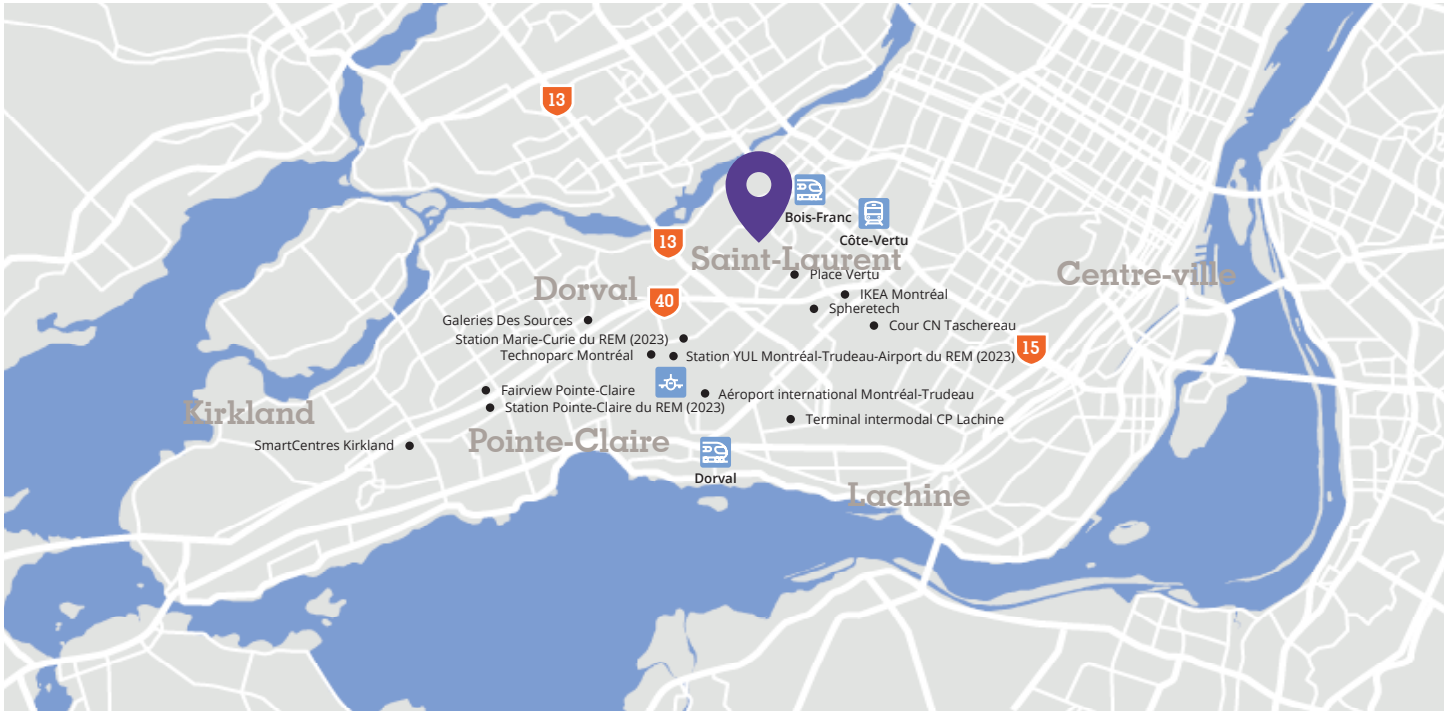 13
Bois-Franc
Côte-Vertu
13
Saint-Laurent
Centre-ville
Place Vertu
Dorval
40
IKEA Montréal
Spheretech
Galeries Des Sources
Cour CN Taschereau
Station Marie-Curie du REM (2023)
15
Technoparc Montréal
Station YUL Montréal-Trudeau-Airport du REM (2023)
Fairview Pointe-Claire
Aéroport international Montréal-Trudeau
Station Pointe-Claire du REM (2023)
Kirkland
Terminal intermodal CP Lachine
SmartCentres Kirkland
Pointe-Claire
Dorval
Lachine